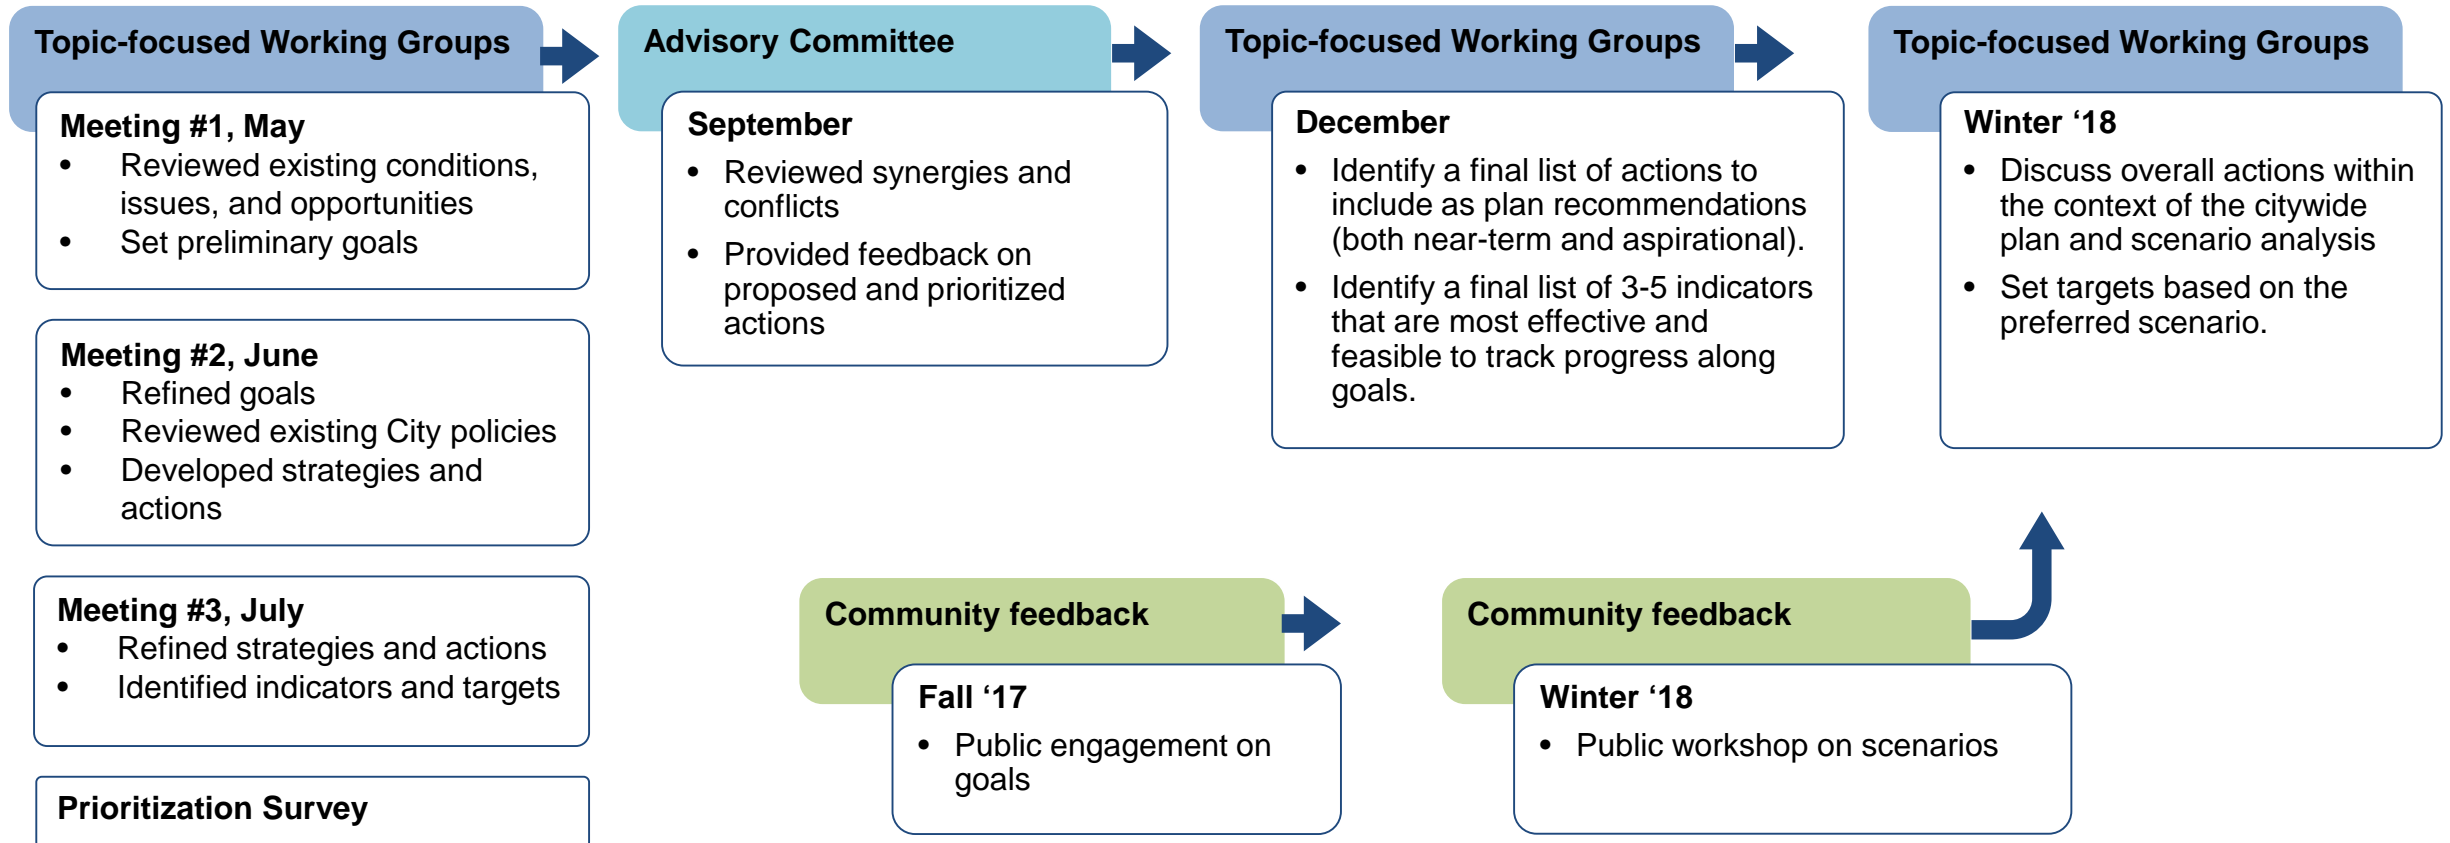 Topic-focused Working Groups
Meeting #1, May
• Reviewed existing conditions,
issues, and opportunities
• Set preliminary goals
Meeting #2, June
• Refined goals
• Reviewed existing City policies
• Developed strategies and
actions
Meeting #3, July
• Refined strategies and actions
• Identified indicators and targets
Prioritization Survey
Advisory Committee
September
• Reviewed synergies and
conflicts
• Provided feedback on
proposed and prioritized
actions
Topic-focused Working Groups
December
• Identify a final list of actions to
include as plan recommendations
(both near-term and aspirational).
• Identify a final list of 3-5 indicators
that are most effective and
feasible to track progress along
goals.
Topic-focused Working Groups
Winter ‘18
• Discuss overall actions within
the context of the citywide
plan and scenario analysis
• Set targets based on the
preferred scenario.
Community feedback
Fall ‘17
• Public engagement on
goals
Community feedback
Winter ‘18
• Public workshop on scenarios